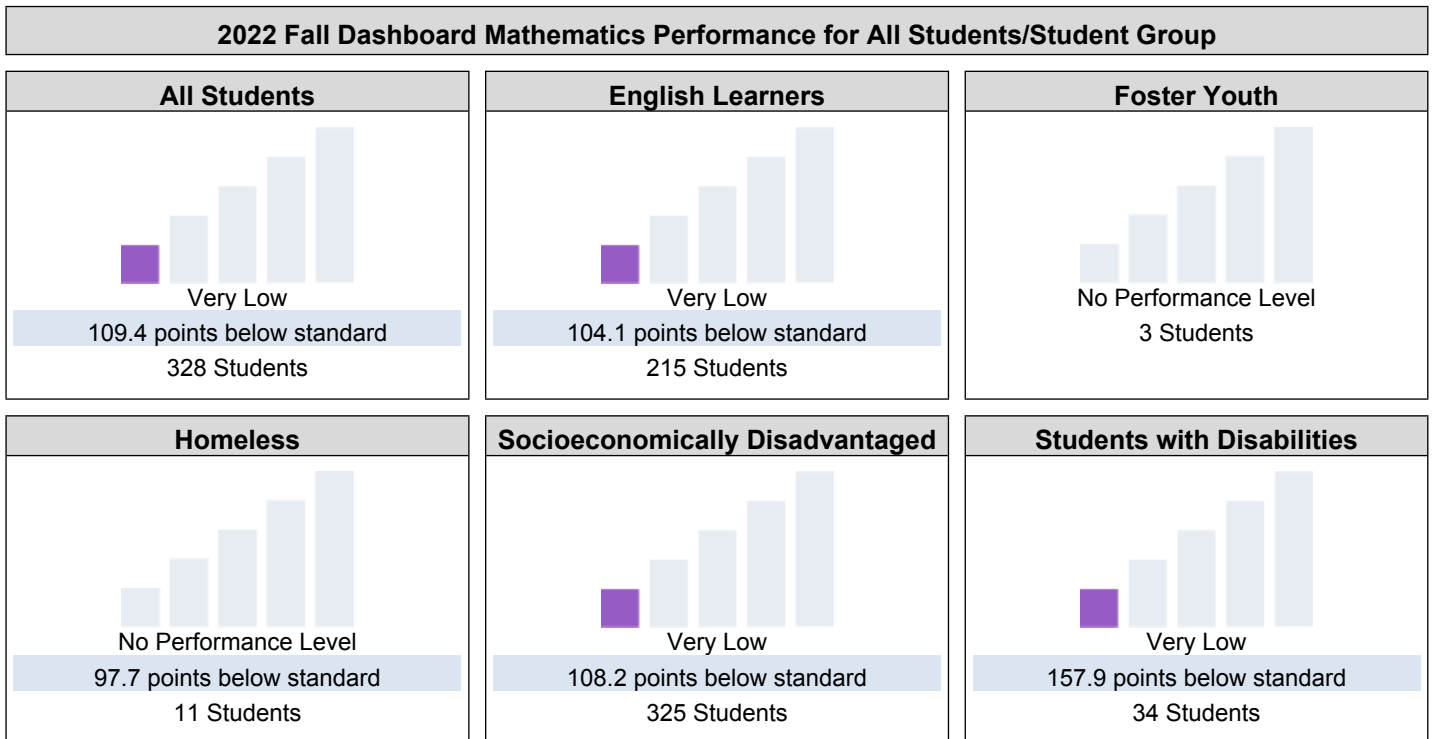 2022 Fall Dashboard Mathematics Performance for All Students/Student Group
All Students
Very Low
109.4 points below standard
328 Students
English Learners
Very Low
104.1 points below standard
215 Students
Foster Youth
No Performance Level
3 Students
Homeless
No Performance Level
97.7 points below standard
11 Students
Socioeconomically Disadvantaged
Very Low
108.2 points below standard
325 Students
Students with Disabilities
Very Low
157.9 points below standard
34 Students